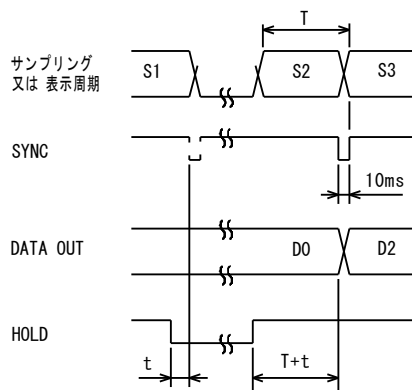 T
サンプリング
又は 表示周期
S1
S2
S3
SYNC
10ms
DATA OUT
D0
D2
HOLD
t
T+t